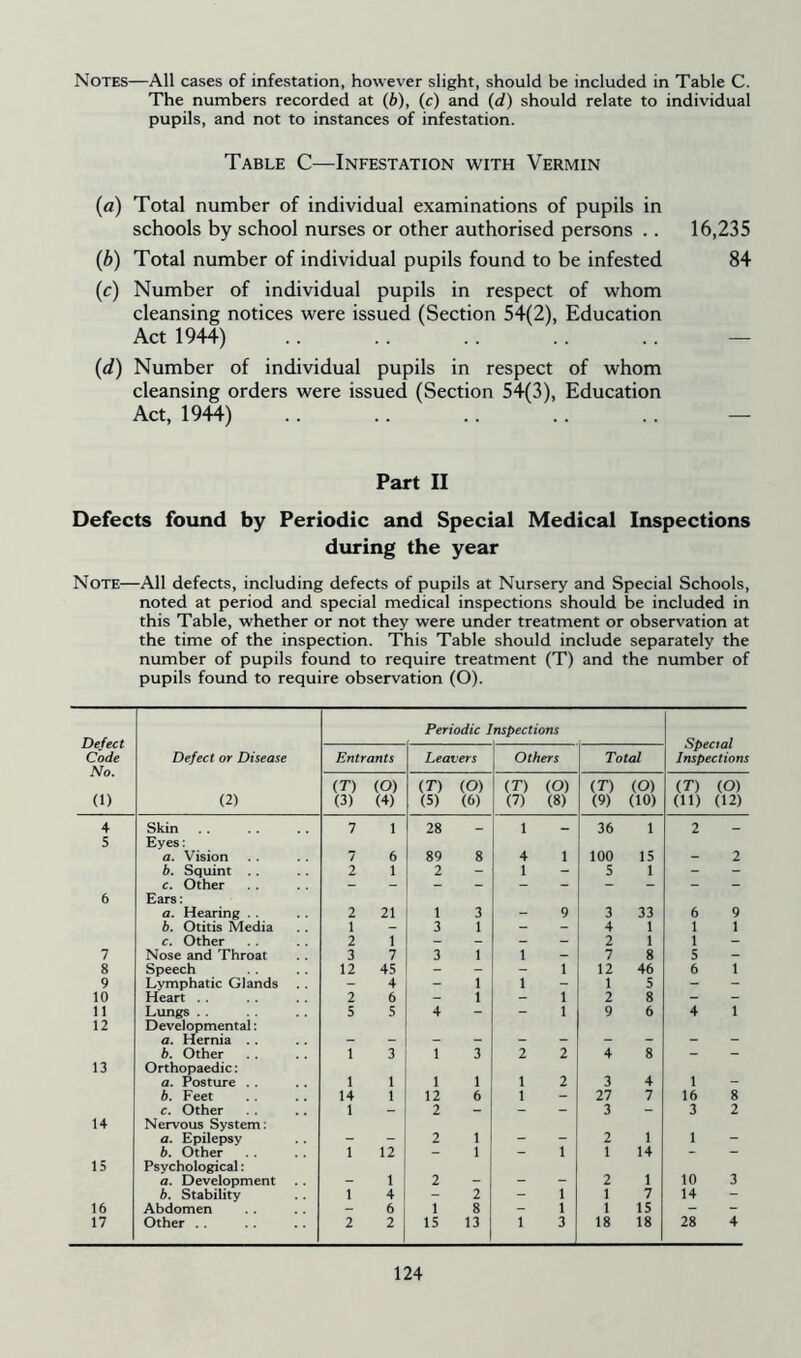 NOTES—All cases of infestation, however slight, should be included in Table C.
The numbers recorded at (b), (c) and (d) should relate to individual
pupils, and not to instances of infestation.
TABLE C—INFESTATION WITH VERMIN
(a) Total number of individual examinations of pupils in
schools by school nurses or other authorised persons . . 16,235
(b) Total number of individual pupils found to be infested 84
(c) Number of individual pupils in respect of whom
cleansing notices were issued (Section 54(2), Education
Act 1944) . . . . . . . . . . —
(d) Number of individual pupils in respect of whom
cleansing orders were issued (Section 54(3), Education
Act, 1944) . . . . . . . . . . —
Part II
Defects found by Periodic and Special Medical Inspections
during the year
NOTE—All defects, including defects of pupils at Nursery and Special Schools,
noted at period and special medical inspections should be included in
this Table, whether or not they were under treatment or observation at
the time of the inspection. This Table should include separately the
number of pupils found to require treatment (T) and the number of
pupils found to require observation (O).
Defect Code No. Defect or Disease Periodic Inspections Special Inspections
Entrants Leavers Others Total
(T) (O) (T) (O) (T) (O) (T) (O) (T) (O)
(1) (2) (3) (4) (5) (6) (7) (8) (9) (10) (11) (12)
4 Skin . . . . . . 7 1 28 – 1 – 36 1 2 –
5 Eyes:
a. Vision . . . . 7 6 89 8 4 1 100 15 – 2
b. Squint . . . . 2 1 2 – 1 – 5 1 – –
c. Other . . . . – – – – – – – – – –
6 Ears:
a. Hearing . . . . 2 21 1 3 – 9 3 33 6 9
b. Otitis Media . . 1 – 3 1 – – 4 1 1 1
c. Other . . . . 2 1 – – – – 2 1 1 –
7 Nose and Throat . . 3 7 3 1 1 – 7 8 5 –
8 Speech . . . . 12 45 – – – 1 12 46 6 1
9 Lymphatic Glands . . – 4 – 1 1 – 1 5 – –
10 Heart . . . . . . 2 6 – 1 – 1 2 8 – –
11 Lungs . . . . . . 5 5 4 – – 1 9 6 4 1
12 Developmental:
a. Hernia . . . . – – – – – – – – – –
b. Other . . . . 1 3 1 3 2 2 4 8 – –
13 Orthopaedic:
a. Posture . . . . 1 1 1 1 1 2 3 4 1 –
b. Feet . . . . 14 1 12 6 1 – 27 7 16 8
c. Other . . . . 1 – 2 – – – 3 – 3 2
14 Nervous System:
a. Epilepsy . . – – 2 1 – – 2 1 1 –
b. Other . . . . 1 12 – 1 – 1 1 14 – –
15 Psychological:
a. Development . . – 1 2 – – – 2 1 10 3
b. Stability . . 1 4 – 2 – 1 1 7 14 –
16 Abdomen . . . . – 6 1 8 – 1 1 15 – –
17 Other . . . . . . 2 2 15 13 1 3 18 18 28 4
124